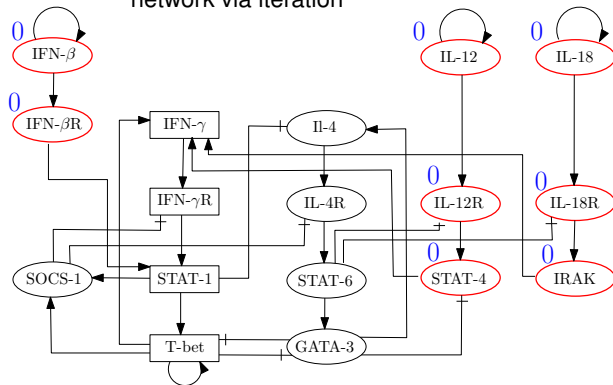 network via iteration
0 0 0
IFN-β IL-12 IL-18
0
IFN-βR IFN-γ Il-4
0 0
IFN-γR IL-4R IL-12R IL-18R
0 0
SOCS-1 STAT-1 STAT-6 STAT-4 IRAK
T-bet GATA-3